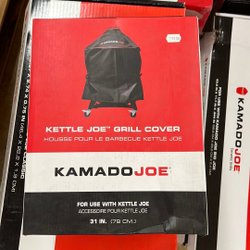 KETTLE JOE™ GRILL COVER
HOUSSE POUR LE BARBECUE KETTLE JOE
KAMADOJOE®
FOR USE WITH KETTLE JOE
ACCESSOIRE POUR KETTLE JOE
31 IN. (79 CM.)
KAMADOJOE